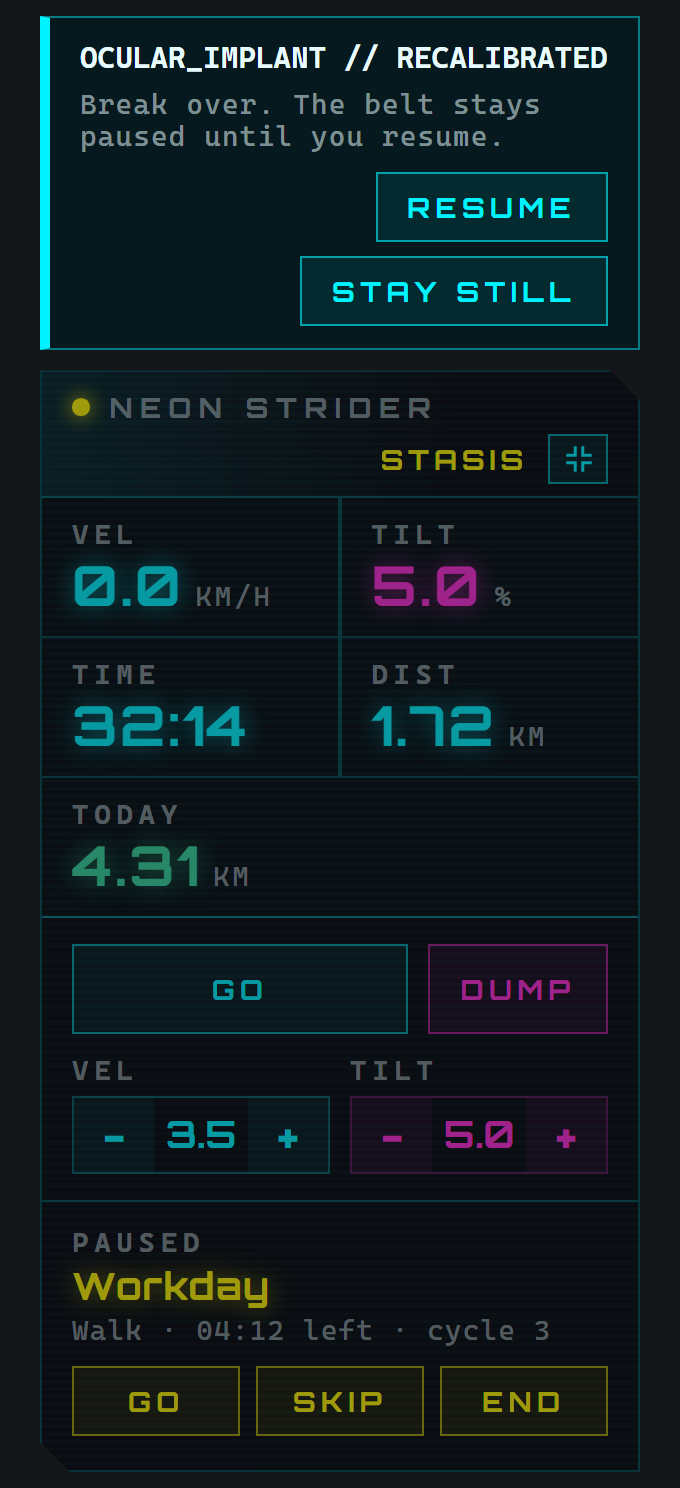 OCULAR_IMPLANT // RECALIBRATED
Break over. The belt stays
paused until you resume.
RESUME
STAY STILL
NEON STRIDER
STASIS
VEL
0.0 KM/H
TILT
5.0 %
TIME
32:14
DIST
1.72 KM
TODAY
4.31 KM
GO
DUMP
VEL
- 3.5 +
TILT
- 5.0 +
PAUSED
Workday
Walk · 04:12 left · cycle 3
GO
SKIP
END